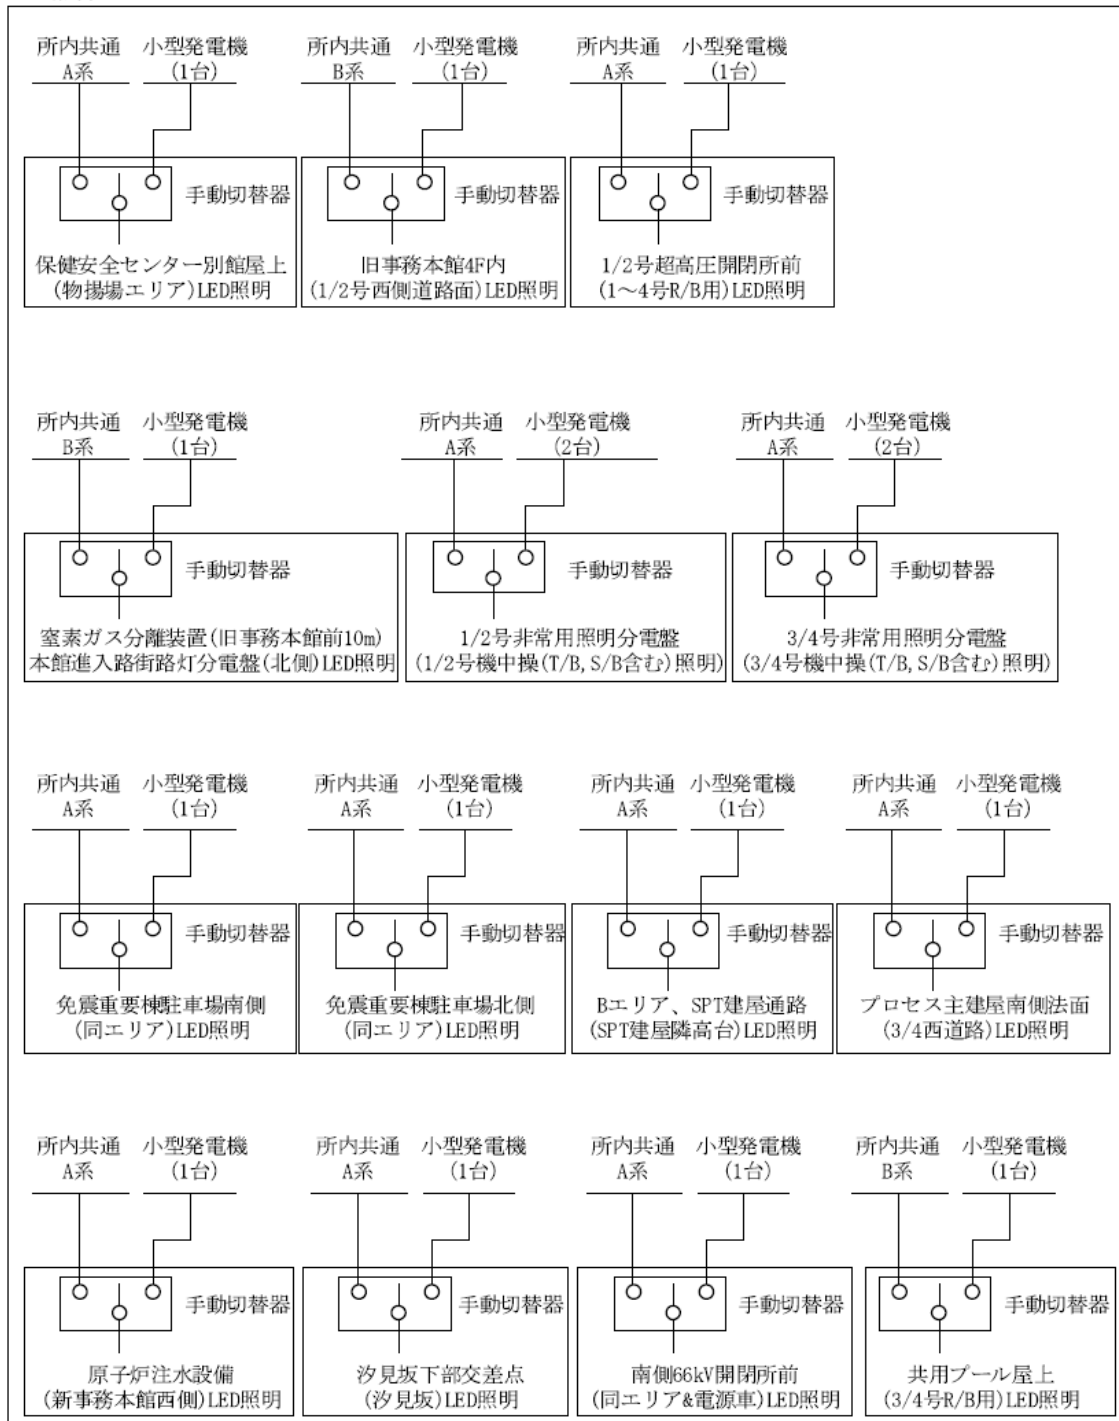 所内共通 小型発電機 所内共通 小型発電機 所内共通 小型発電機
A系 (1台) B系 (1台) A系 (1台)
手動切替器 手動切替器 手動切替器
保健安全センター別館屋上 旧事務本館4F内 1/2号超高圧開閉所前
(物揚場エリア)LED照明 (1/2号西側道路面)LED照明 (1～4号R/B用)LED照明
所内共通 小型発電機 所内共通 小型発電機 所内共通 小型発電機
B系 (1台) A系 (2台) A系 (2台)
手動切替器 手動切替器 手動切替器
窒素ガス分離装置(旧事務本館前10m) 1/2号非常用照明分電盤 3/4号非常用照明分電盤
本館進入路街路灯分電盤(北側)LED照明 (1/2号機中操(T/B, S/B含む)照明) (3/4号機中操(T/B, S/B含む)照明)
所内共通 小型発電機 所内共通 小型発電機 所内共通 小型発電機 所内共通 小型発電機
A系 (1台) A系 (1台) A系 (1台) A系 (1台)
手動切替器 手動切替器 手動切替器 手動切替器
免震重要棟駐車場南側 免震重要棟駐車場北側 Bエリア、SPT建屋通路 プロセス主建屋南側法面
(同エリア)LED照明 (同エリア)LED照明 (SPT建屋隣高台)LED照明 (3/4西道路)LED照明
所内共通 小型発電機 所内共通 小型発電機 所内共通 小型発電機 所内共通 小型発電機
A系 (1台) A系 (1台) A系 (1台) B系 (1台)
手動切替器 手動切替器 手動切替器 手動切替器
原子炉注水設備 汐見坂下部交差点 南側66kV開閉所前 共用プール屋上
(新事務本館西側)LED照明 (汐見坂)LED照明 (同エリア&電源車)LED照明 (3/4号R/B用)LED照明